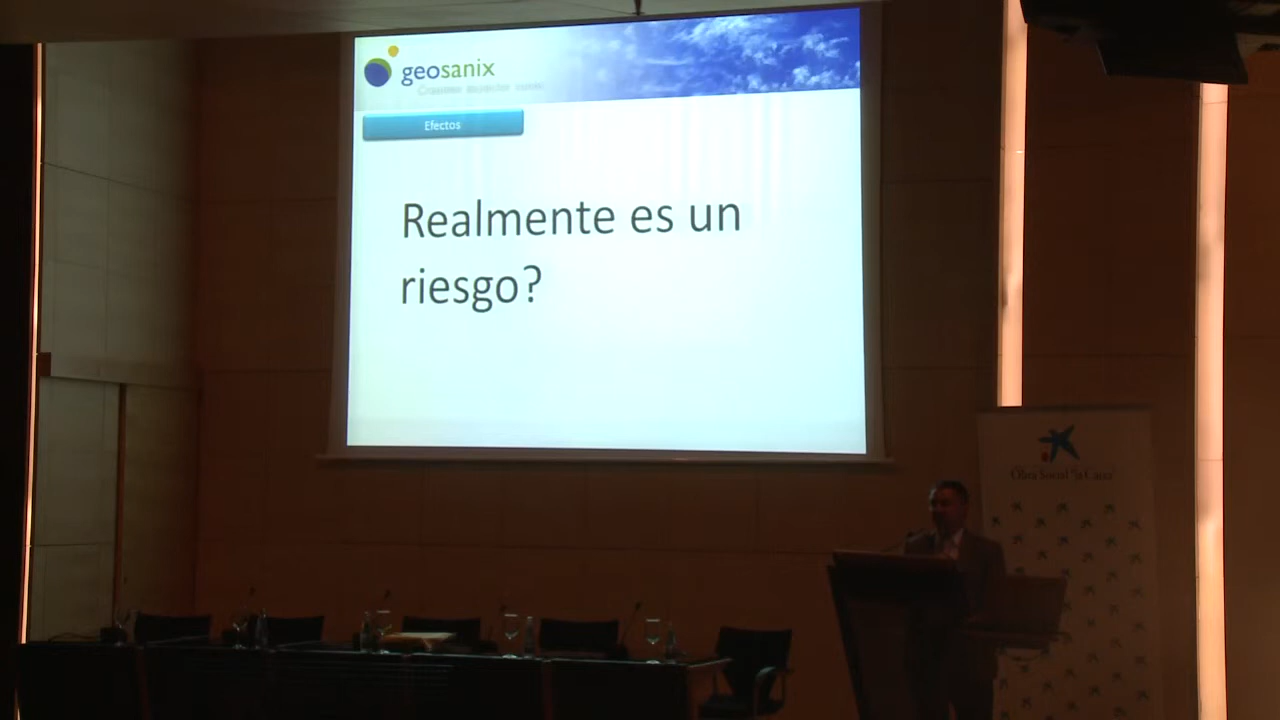 geosanix
Efectos
Realmente es un
riesgo?
Obra Social "la Caixa"